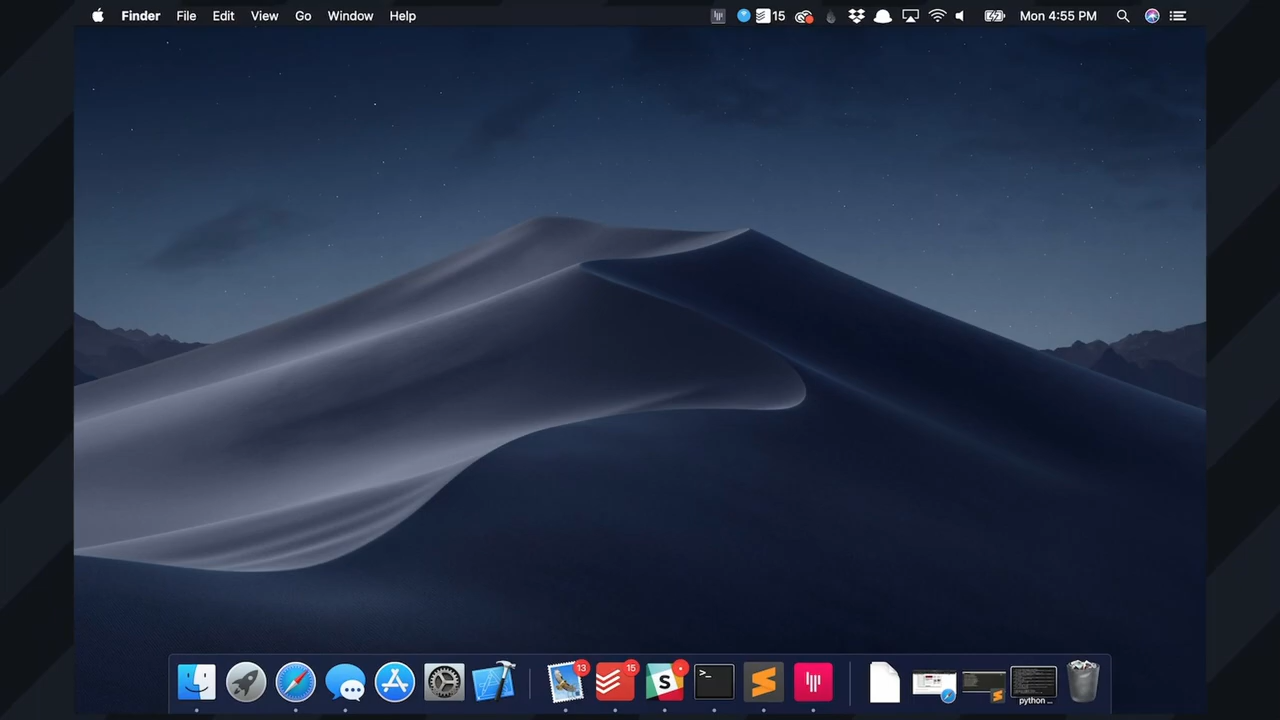 Finder File Edit View Go Window Help 15 Mon 4:55 PM
13 15 S >_
python ...